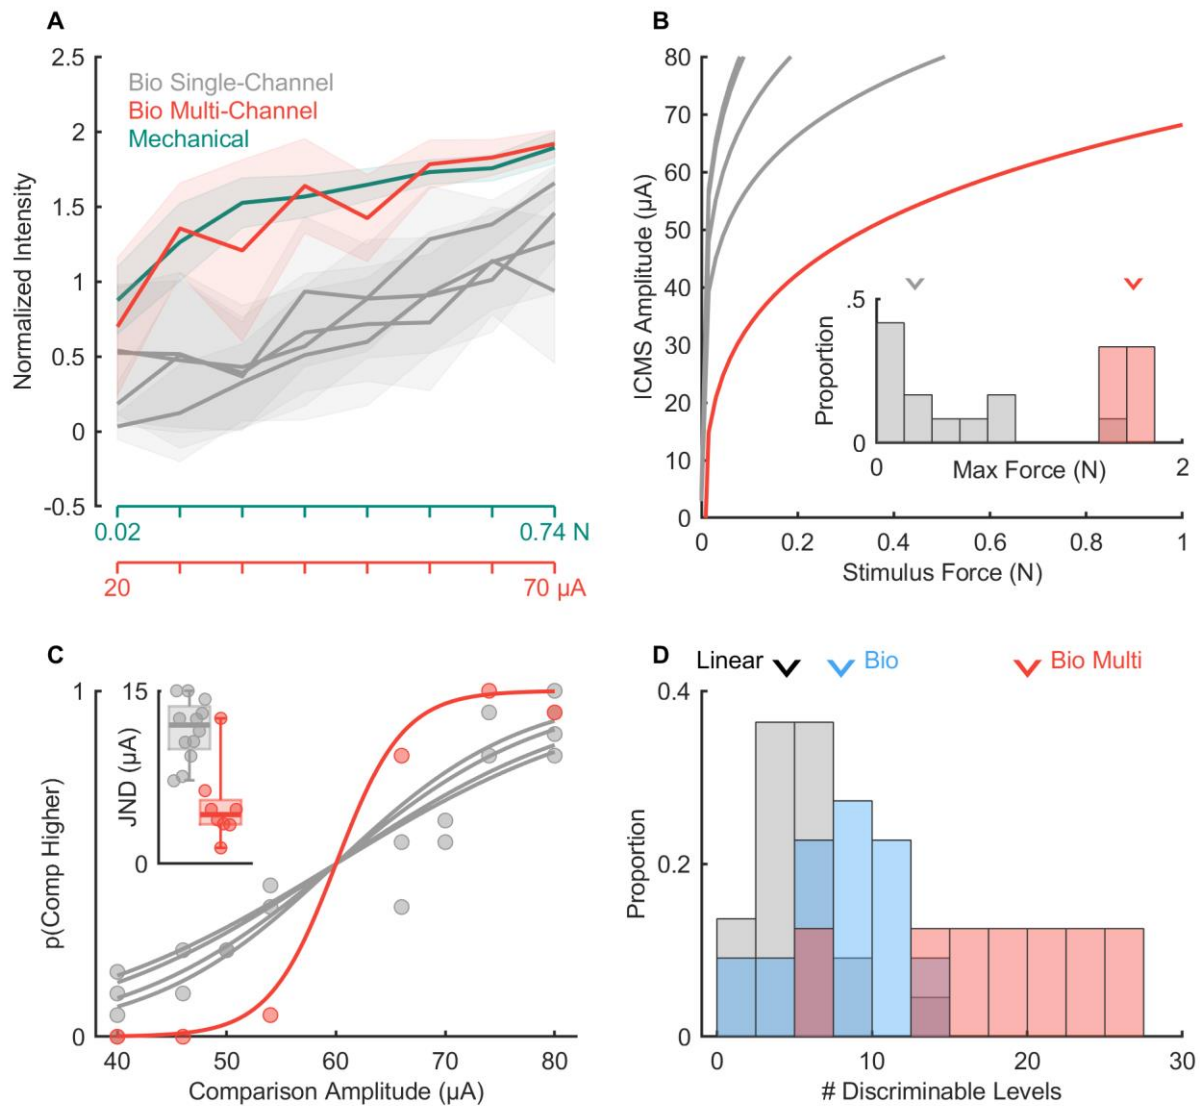 A
2.5
2
1.5
1
0.5
0
-0.5
Normalized Intensity
Bio Single-Channel
Bio Multi-Channel
Mechanical
0.02
0.74 N
20
70 µA
B
80
70
60
50
40
30
20
10
0
ICMS Amplitude (µA)
0
0.2
0.4
0.6
0.8
1
Stimulus Force (N)
.5
0
Proportion
0
2
Max Force (N)
C
1
0
p(Comp Higher)
15
0
JND (µA)
40
50
60
70
80
Comparison Amplitude (µA)
D
Linear
Bio
Bio Multi
0.4
0.2
0
Proportion
0
10
20
30
# Discriminable Levels